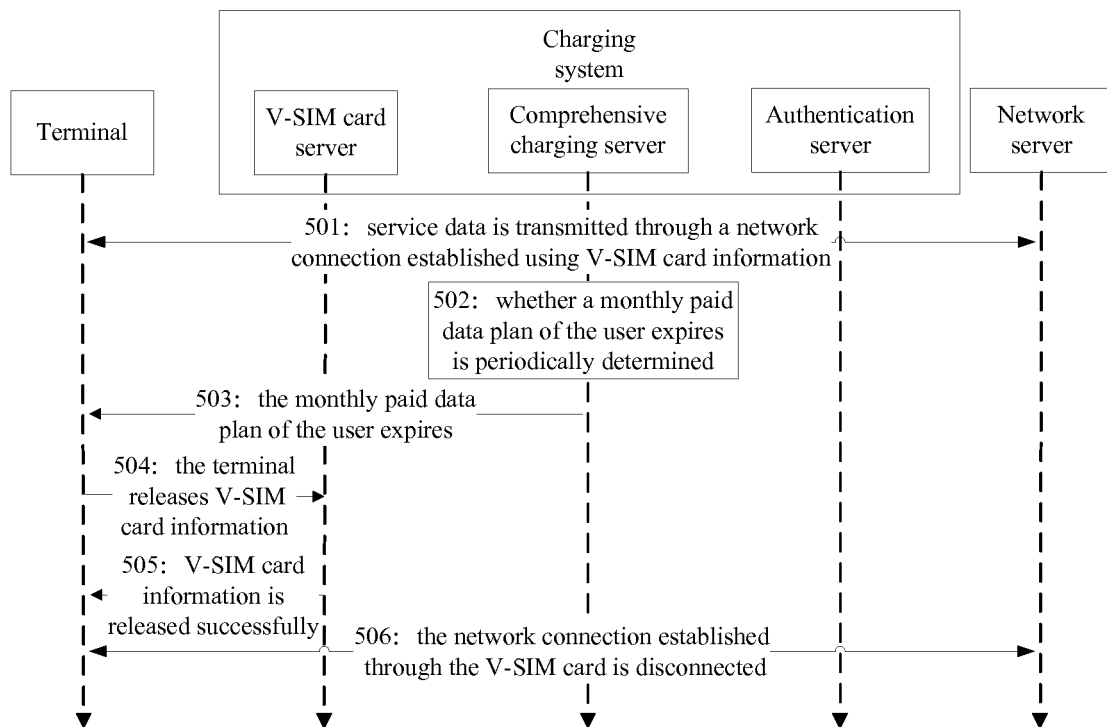 Charging
system
Terminal
V-SIM card
server
Comprehensive
charging server
Authentication
server
Network
server
501： service data is transmitted through a network
connection established using V-SIM card information
502： whether a monthly paid
data plan of the user expires
is periodically determined
503： the monthly paid data
plan of the user expires
504： the terminal
releases V-SIM
card information
505： V-SIM card
information is
released successfully
506： the network connection established
through the V-SIM card is disconnected